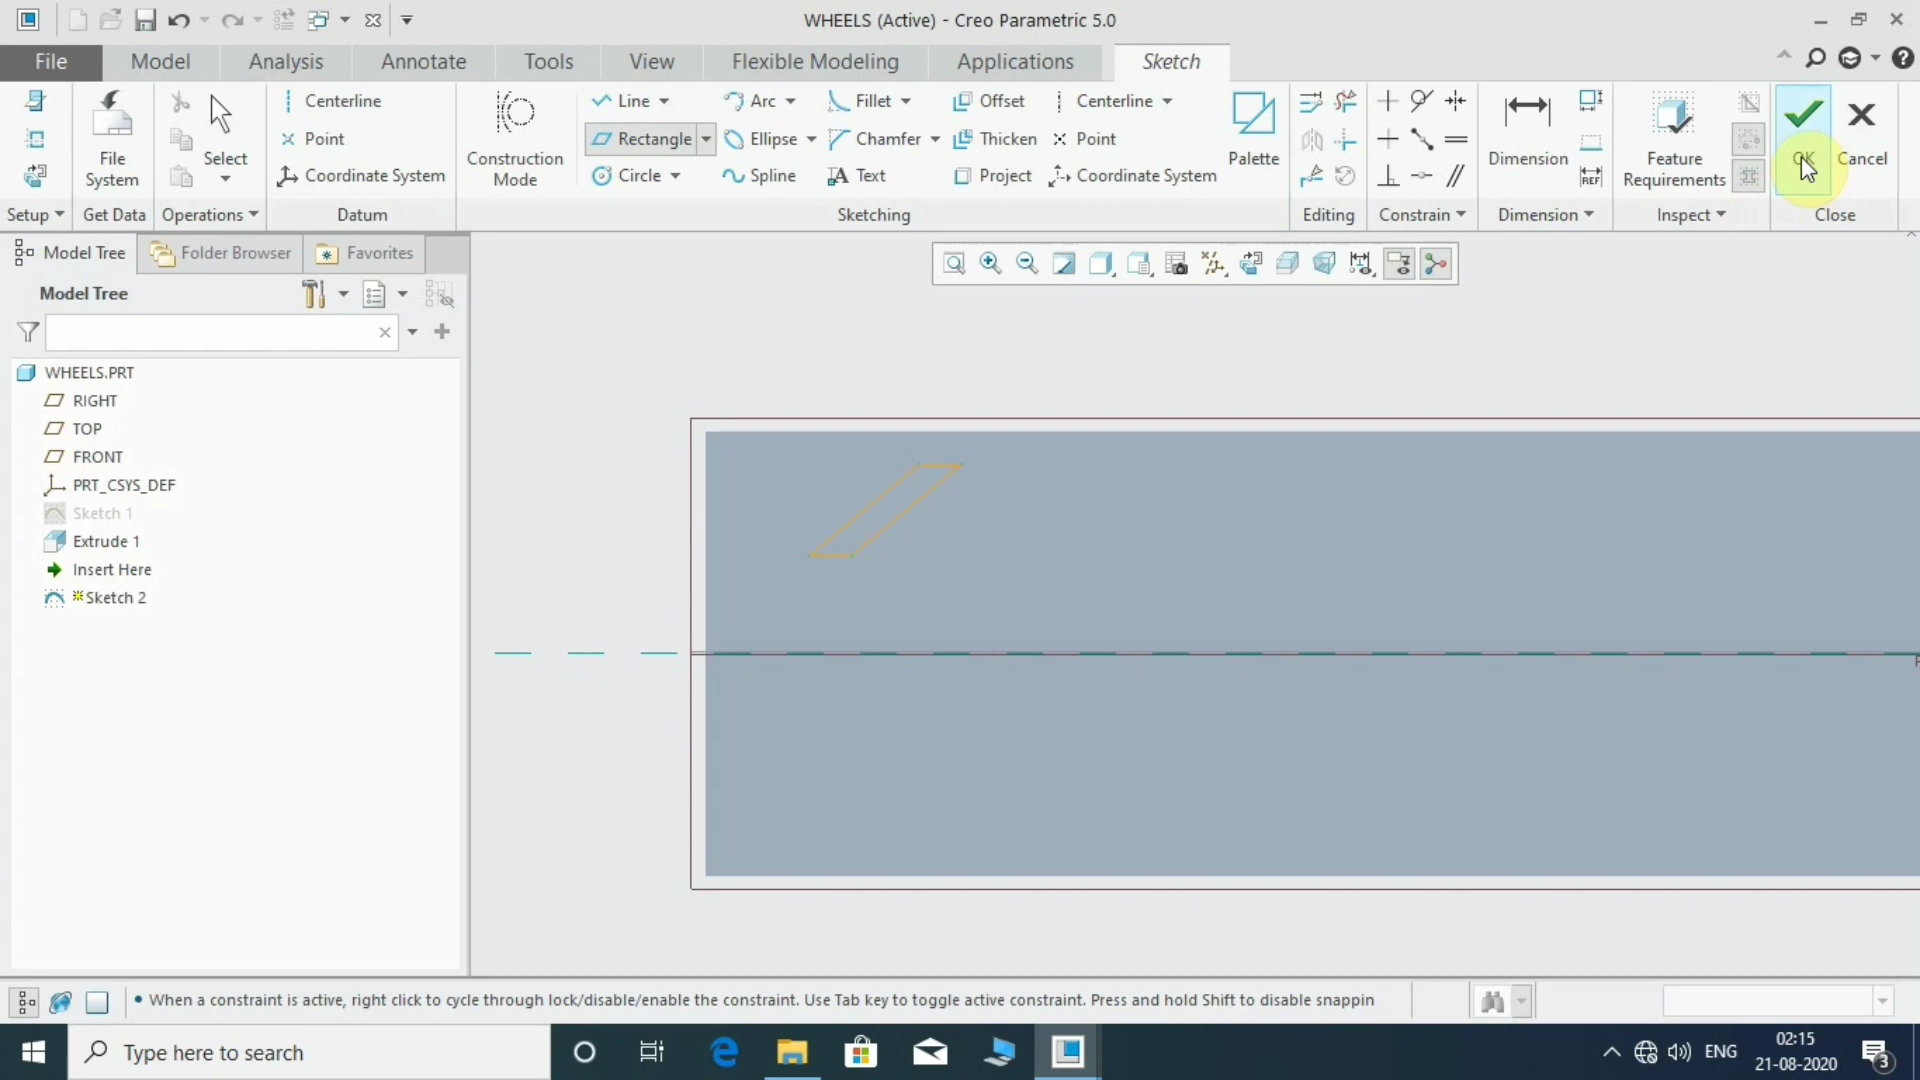 WHEELS (Active) - Creo Parametric 5.0
File Model Analysis Annotate Tools View Flexible Modeling Applications Sketch
Centerline Line Arc Fillet Offset Centerline
Point Rectangle Ellipse Chamfer Thicken Point
File System Select Coordinate System Construction Mode Circle Spline Text Project Coordinate System Palette Dimension Feature Requirements OK Cancel
REF
Setup Get Data Operations Datum Sketching Editing Constrain Dimension Inspect Close
Model Tree Folder Browser Favorites
Model Tree
WHEELS.PRT
RIGHT
TOP
FRONT
PRT_CSYS_DEF
Sketch 1
Extrude 1
Insert Here
Sketch 2
• When a constraint is active, right click to cycle through lock/disable/enable the constraint. Use Tab key to toggle active constraint. Press and hold Shift to disable snappin
Type here to search
ENG
02:15
21-08-2020
3